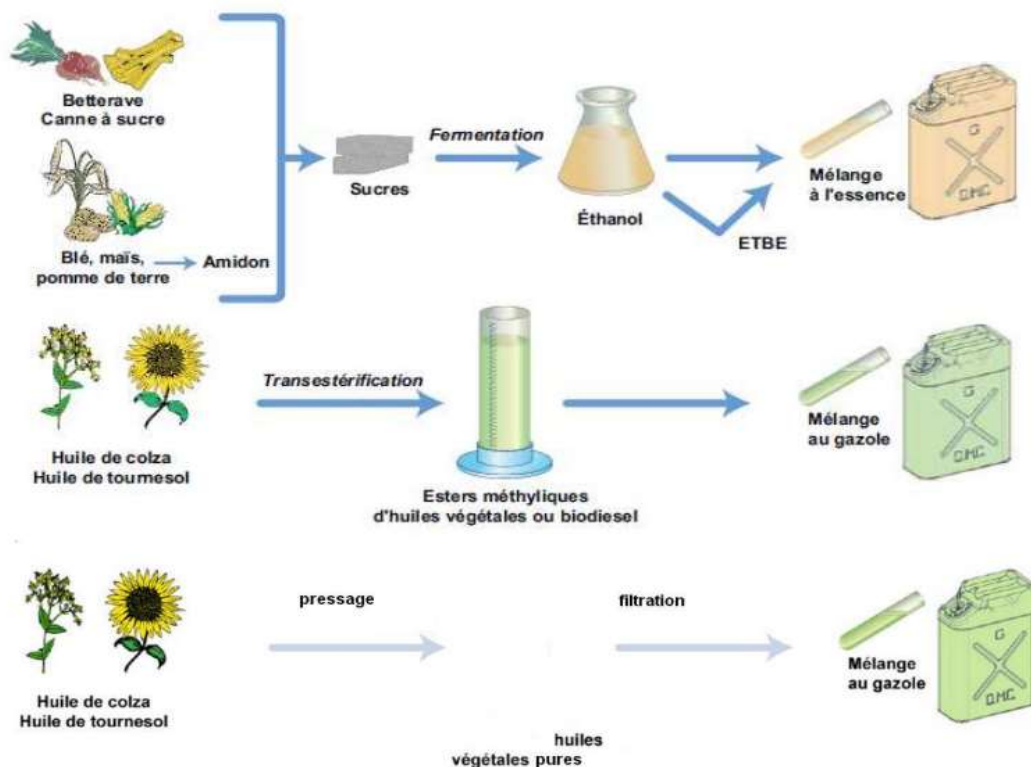 Betterave
Canne à sucre
Blé, maïs,
pomme de terre
Amidon
Sucres
Fermentation
Éthanol
ETBE
Mélange
à l'essence
G
Q.M.C
Huile de colza
Huile de tournesol
Transestérification
Esters méthyliques
d'huiles végétales ou biodiesel
Mélange
au gazole
G
Q.M.C
Huile de colza
Huile de tournesol
pressage
huiles
végétales pures
filtration
Mélange
au gazole
G
Q.M.C